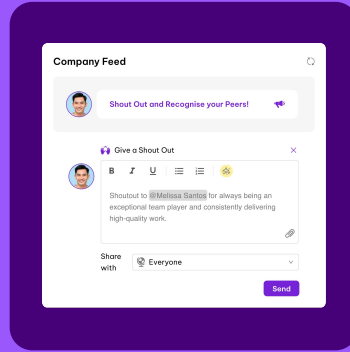 Company Feed
Shout Out and Recognise your Peers!
Give a Shout Out
B I U
Shoutout to @Melissa Santos for always being an
exceptional team player and consistently delivering
high-quality work.
Share
with
Everyone
Send